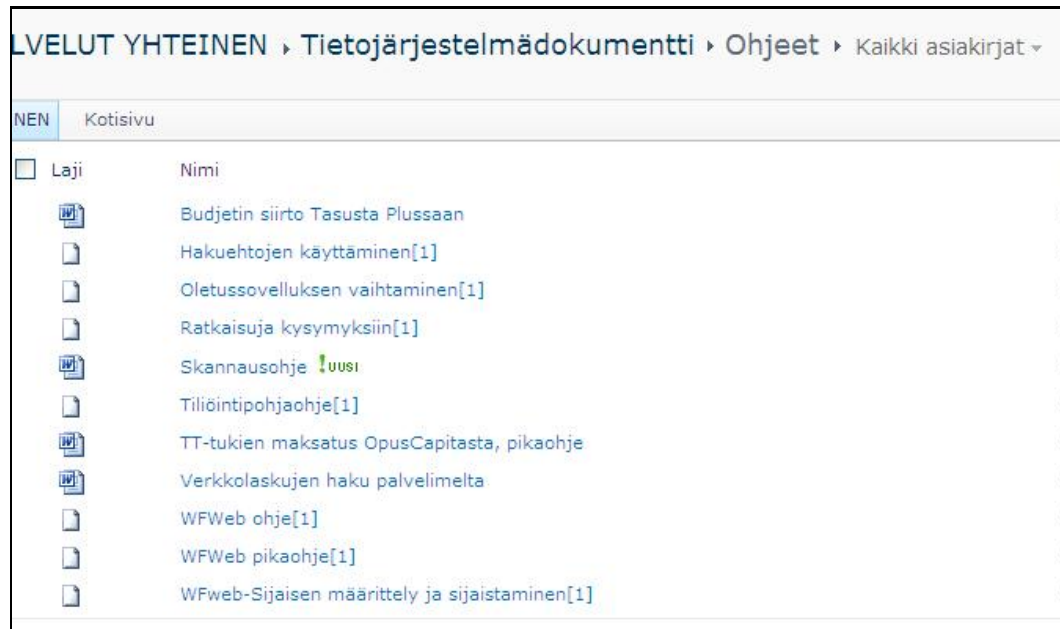 LVELUT YHTEINEN ▸ Tietojärjestelmädokumentti ▸ Ohjeet ▸ Kaikki asiakirjat
NEN Kotisivu
Laji Nimi
Budjetin siirto Tasusta Plussaan
Hakuehtojen käyttäminen[1]
Oletussovelluksen vaihtaminen[1]
Ratkaisuja kysymyksiin[1]
Skannausohje ! uusi
Tiliöintipohjaohje[1]
TT-tukien maksatus OpusCapitasta, pikaohje
Verkkolaskujen haku palvelimelta
WFWeb ohje[1]
WFWeb pikaohje[1]
WFweb-Sijaisen määrittely ja sijaistaminen[1]